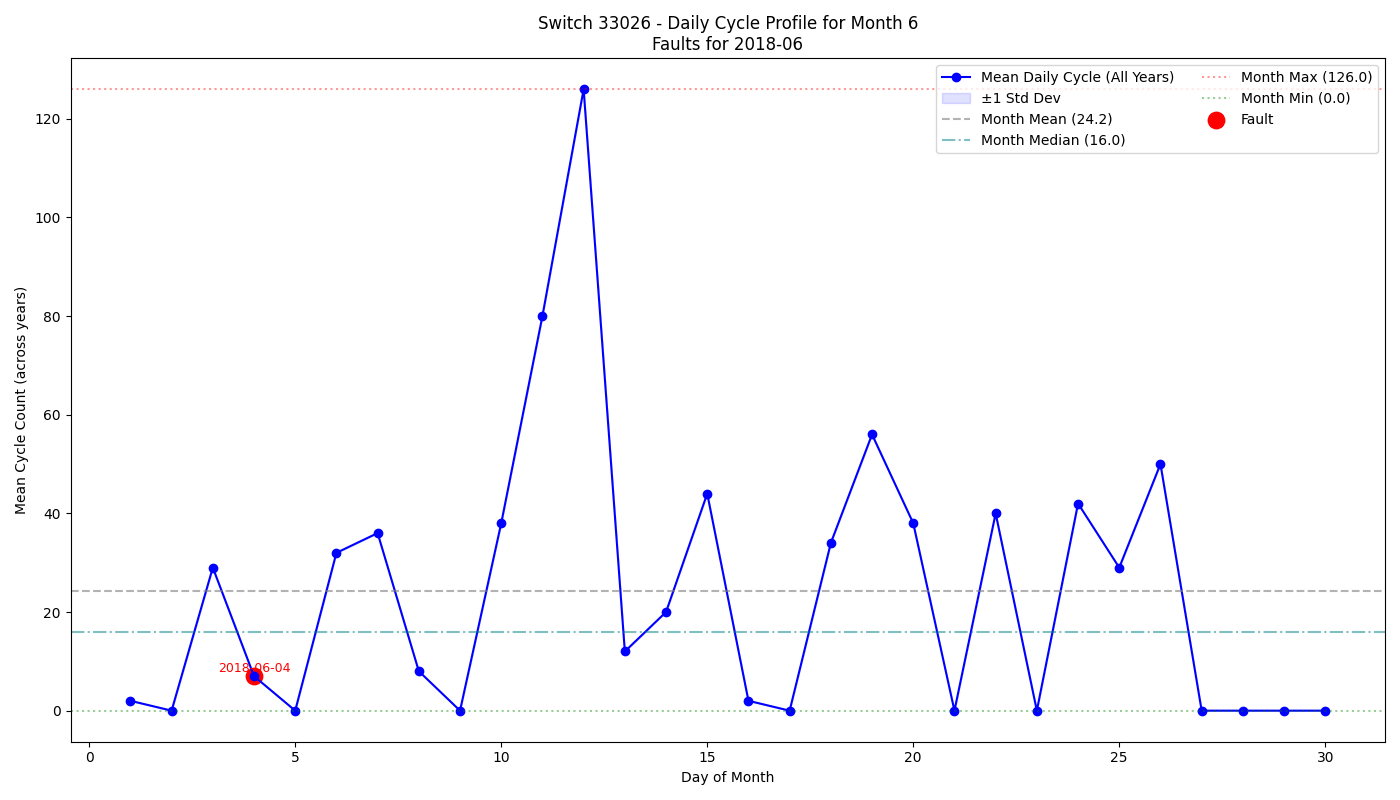 Switch 33026 - Daily Cycle Profile for Month 6
Faults for 2018-06
Mean Daily Cycle (All Years)
±1 Std Dev
Month Mean (24.2)
Month Median (16.0)
Month Max (126.0)
Month Min (0.0)
Fault
Mean Cycle Count (across years)
120
100
80
60
40
20
0
2018-06-04
0 5 10 15 20 25 30
Day of Month